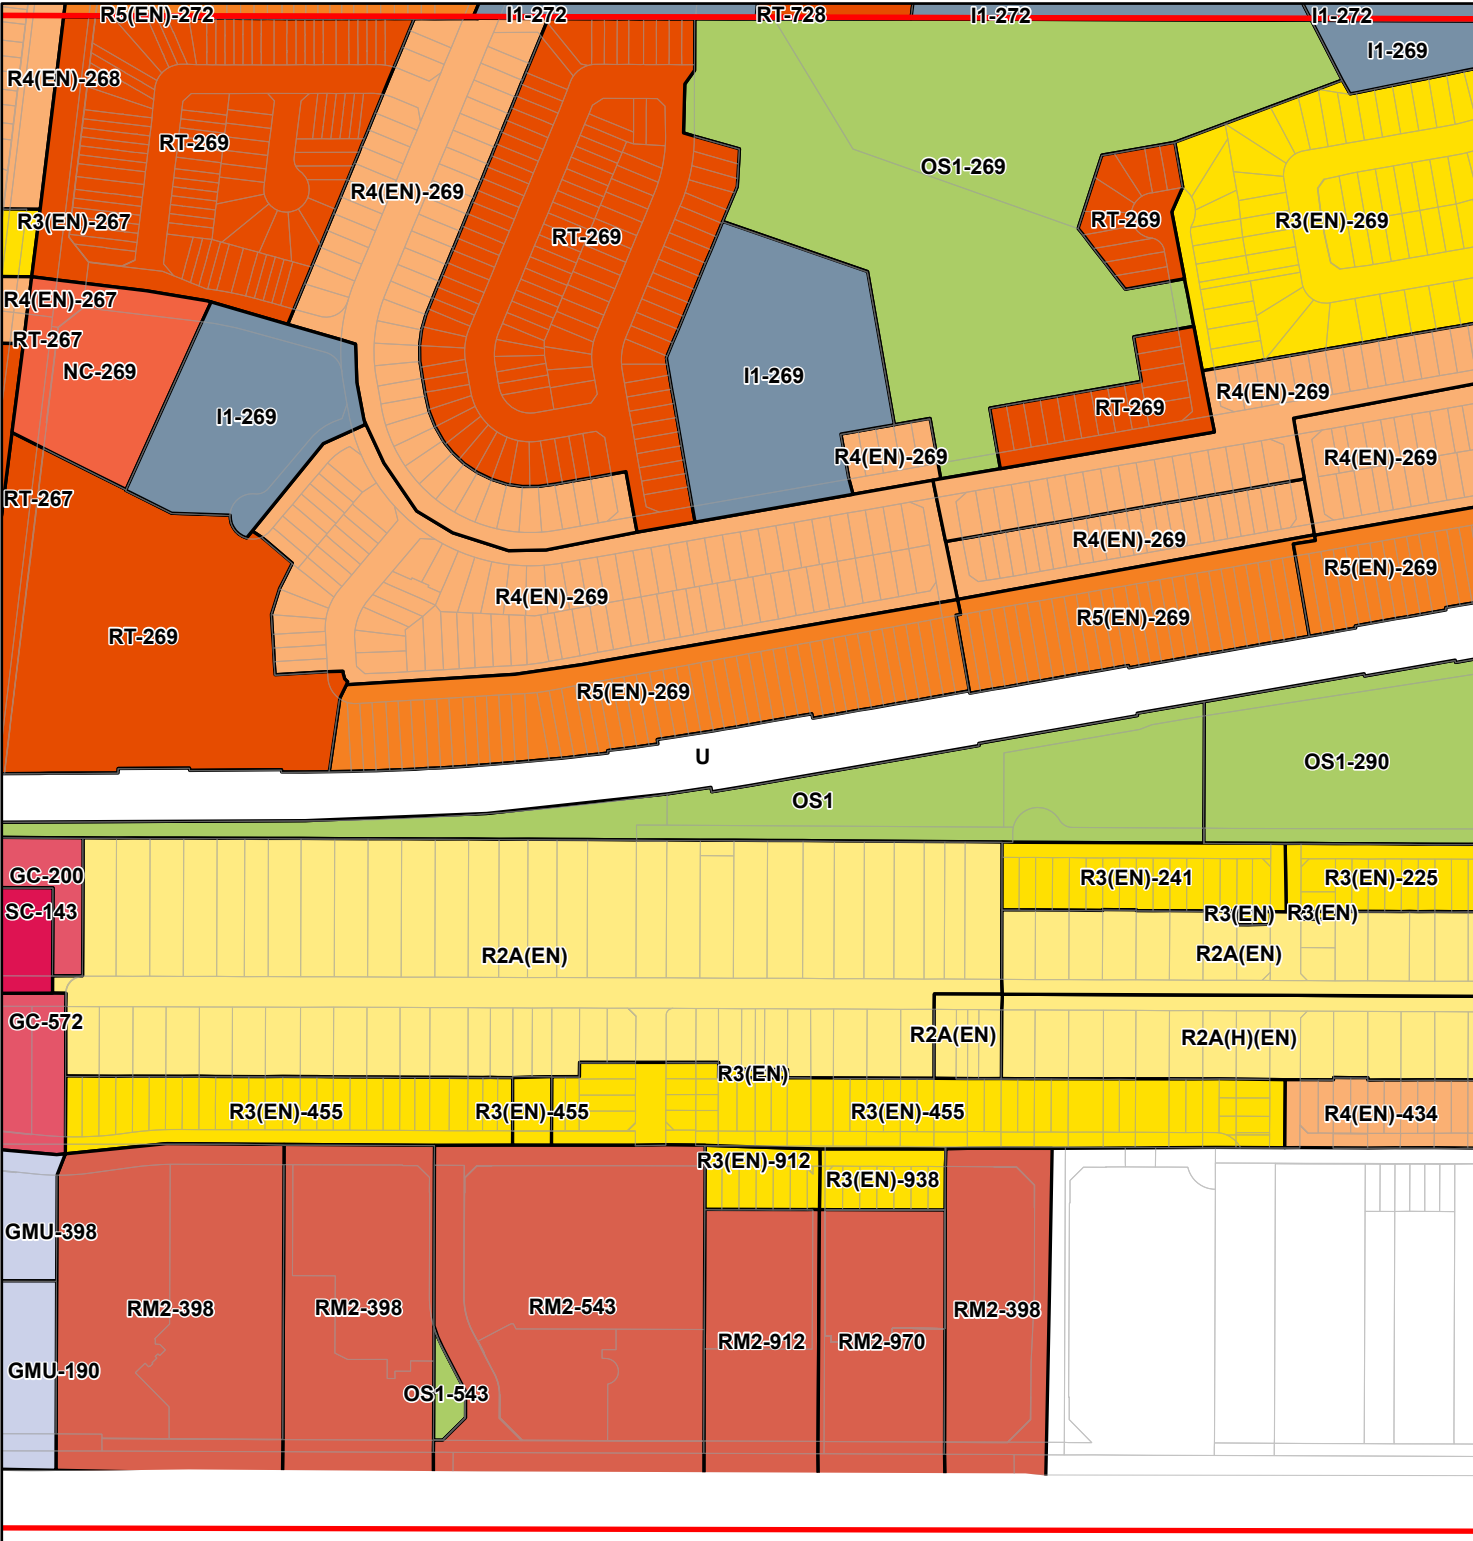 R5(EN)-272
I1-272
RT-728
I1-272
I1-272
I1-269
R4(EN)-268
RT-269
R4(EN)-269
OS1-269
R3(EN)-267
RT-269
RT-269
R3(EN)-269
R4(EN)-267
RT-267
NC-269
I1-269
I1-269
R4(EN)-269
RT-269
R4(EN)-269
R4(EN)-269
RT-267
R4(EN)-269
R5(EN)-269
R4(EN)-269
R5(EN)-269
RT-269
R5(EN)-269
U
OS1-290
OS1
GC-200
R3(EN)-241
R3(EN)-225
SC-143
R3(EN)
R3(EN)
R2A(EN)
R2A(EN)
GC-572
R2A(EN)
R2A(H)(EN)
R3(EN)
R3(EN)-455
R3(EN)-455
R3(EN)-455
R4(EN)-434
R3(EN)-912
R3(EN)-938
GMU-398
RM2-398
RM2-398
RM2-543
RM2-398
RM2-912
RM2-970
GMU-190
OS1-543